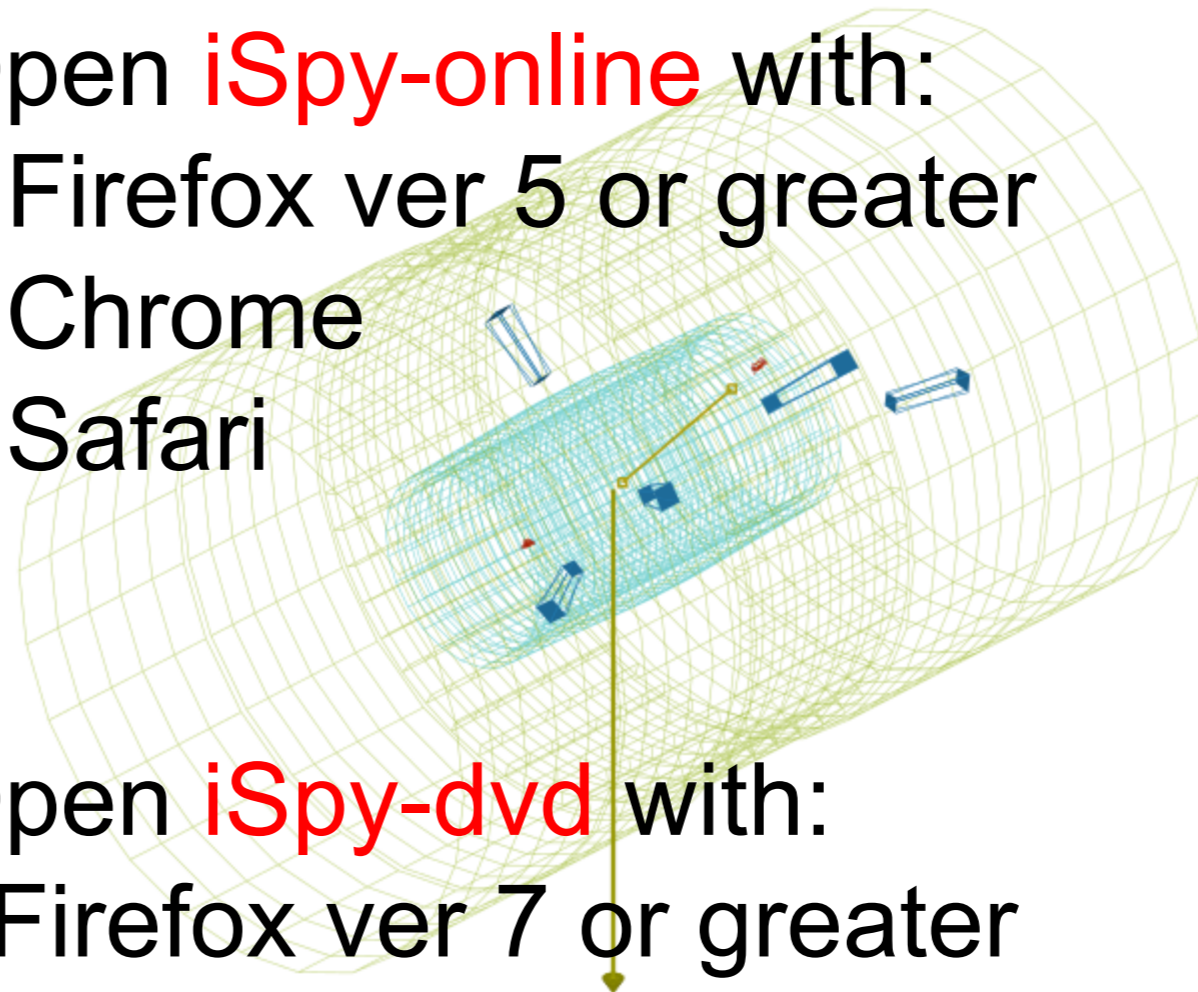 pen iSpy-online with:
Firefox ver 5 or greater
Chrome
Safari
pen iSpy-dvd with:
Firefox ver 7 or greater